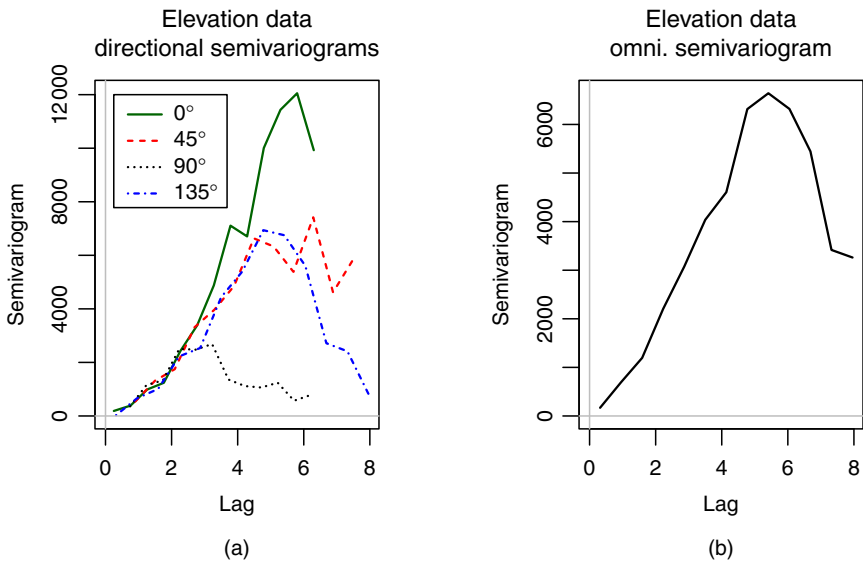 Elevation data
directional semivariograms
12000
8000
4000
0
Semivariogram
0°
45°
90°
135°
0 2 4 6 8
Lag
(a)
Elevation data
omni. semivariogram
6000
4000
2000
0
Semivariogram
0 2 4 6 8
Lag
(b)